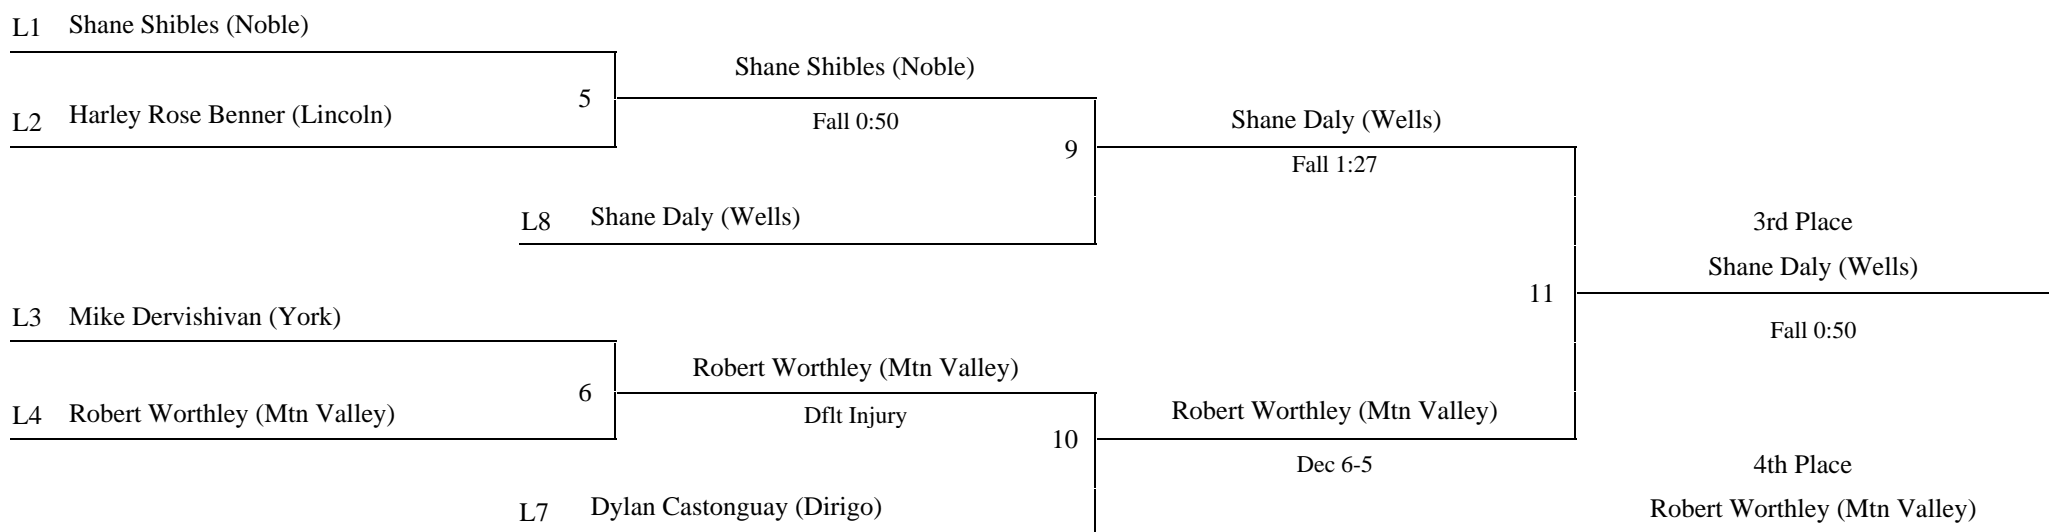 L1 Shane Shibles (Noble)
Shane Shibles (Noble)
5
L2 Harley Rose Benner (Lincoln)
Fall 0:50
Shane Daly (Wells)
9
Fall 1:27
L8 Shane Daly (Wells)
3rd Place
Shane Daly (Wells)
11
L3 Mike Dervishivan (York)
Fall 0:50
Robert Worthley (Mtn Valley)
6
L4 Robert Worthley (Mtn Valley)
Dflt Injury
Robert Worthley (Mtn Valley)
10
Dec 6-5
4th Place
L7 Dylan Castonguay (Dirigo)
Robert Worthley (Mtn Valley)